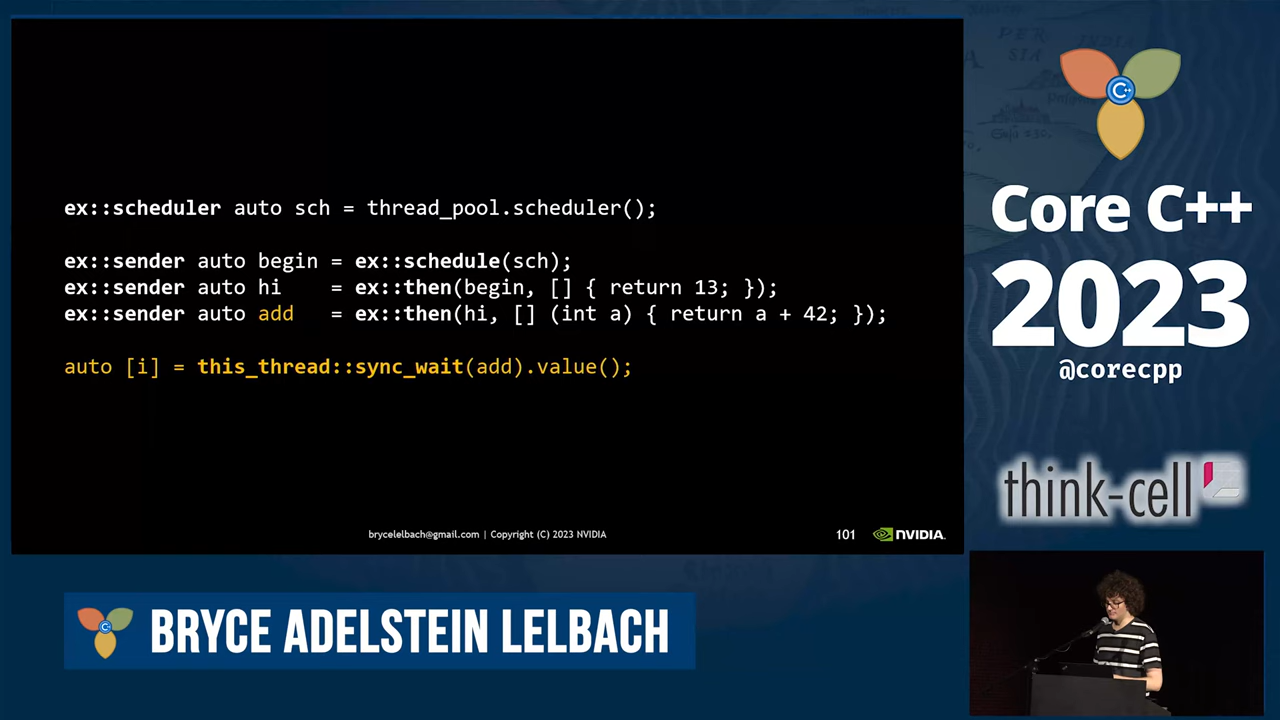 ex::scheduler auto sch = thread_pool.scheduler();
ex::sender auto begin = ex::schedule(sch);
ex::sender auto hi    = ex::then(begin, [] { return 13; });
ex::sender auto add   = ex::then(hi, [] (int a) { return a + 42; });
auto [i] = this_thread::sync_wait(add).value();
brycelelbach@gmail.com | Copyright (C) 2023 NVIDIA
101
NVIDIA.
PERSIA
C++
Core C++
2023
@corecpp
think-cell
C++
BRYCE ADELSTEIN LELBACH